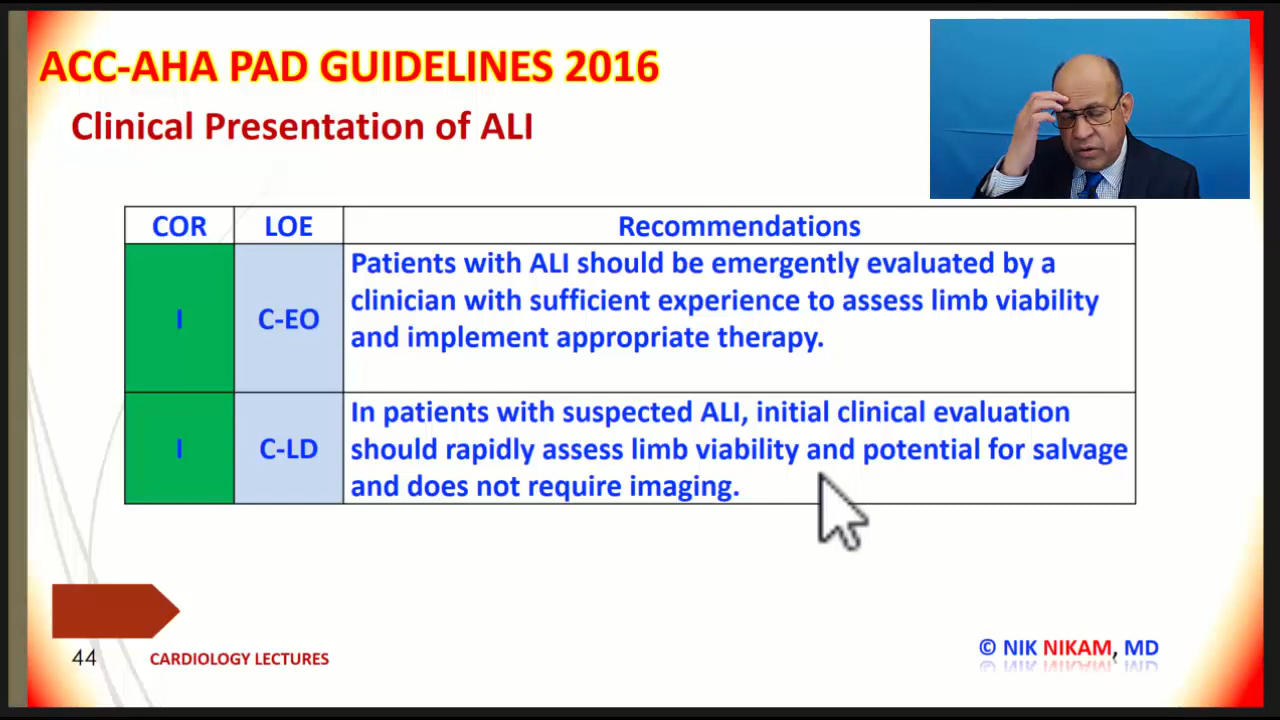 ACC-AHA PAD GUIDELINES 2016
Clinical Presentation of ALI
COR LOE Recommendations
I C-EO
Patients with ALI should be emergently evaluated by a
clinician with sufficient experience to assess limb viability
and implement appropriate therapy.
I C-LD
In patients with suspected ALI, initial clinical evaluation
should rapidly assess limb viability and potential for salvage
and does not require imaging.
44 CARDIOLOGY LECTURES
© NIK NIKAM, MD